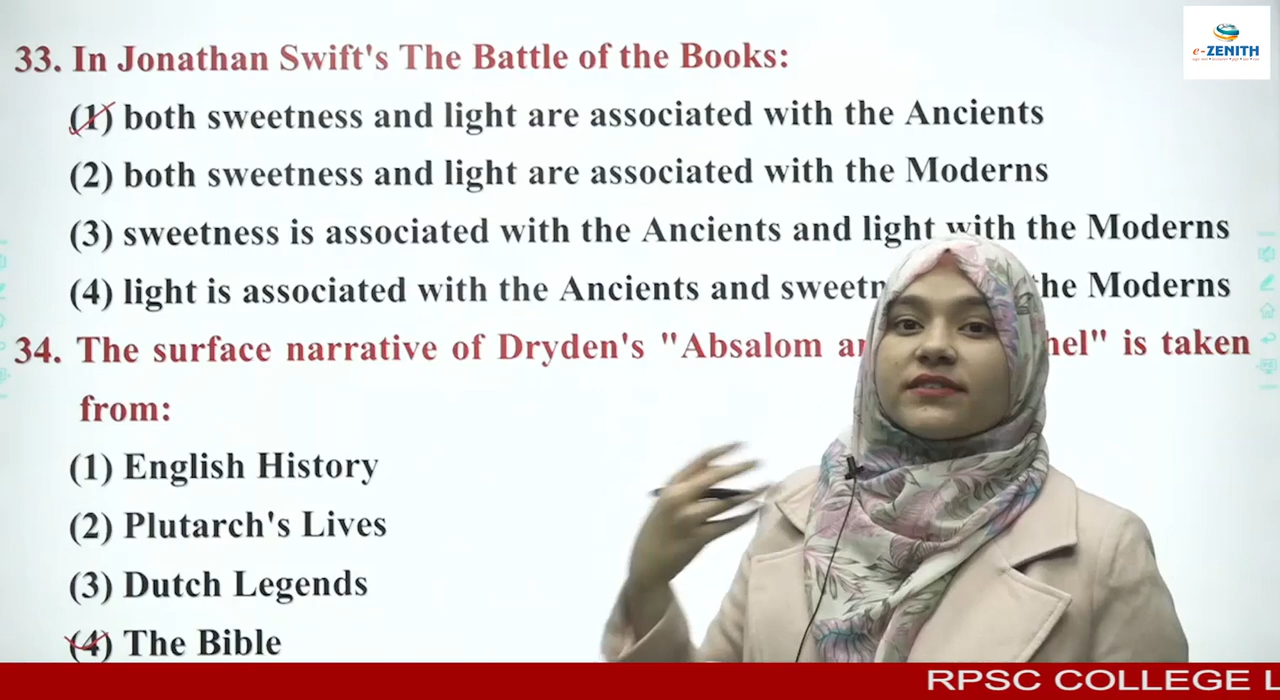 e-ZENITH
33. In Jonathan Swift's The Battle of the Books:
(1) both sweetness and light are associated with the Ancients
(2) both sweetness and light are associated with the Moderns
(3) sweetness is associated with the Ancients and light with the Moderns
(4) light is associated with the Ancients and the Moderns
34. The surface narrative of Dryden's "Absalom is taken
from:
(1) English History
(2) Plutarch's Lives
(3) Dutch Legends
(4) The Bible
RPSC COLLEGE